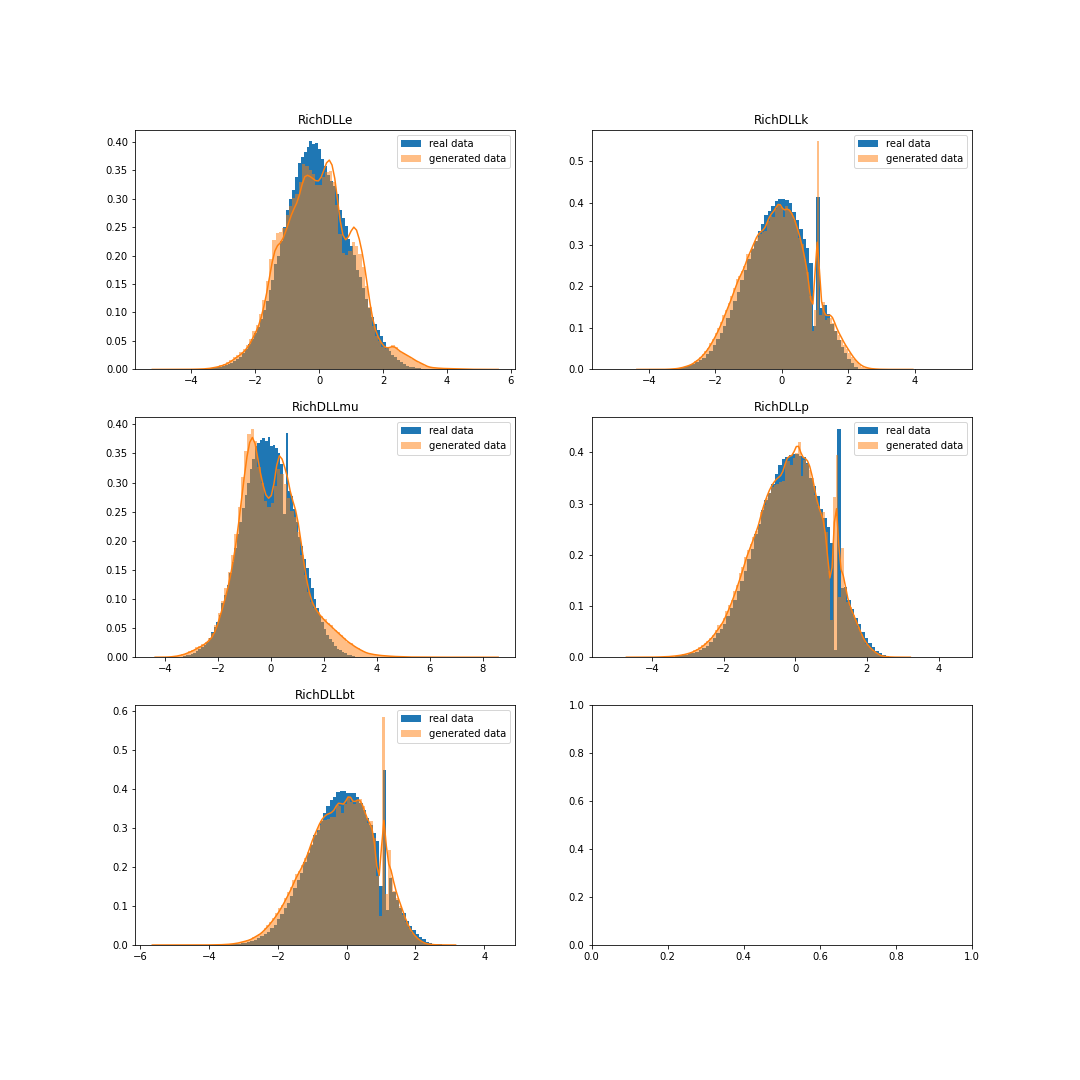 RichDLLe
real data
generated data
0.40
0.35
0.30
0.25
0.20
0.15
0.10
0.05
0.00
−4 −2 0 2 4 6
RichDLLk
real data
generated data
0.5
0.4
0.3
0.2
0.1
0.0
−4 −2 0 2 4
RichDLLmu
real data
generated data
0.40
0.35
0.30
0.25
0.20
0.15
0.10
0.05
0.00
−4 −2 0 2 4 6 8
RichDLLp
real data
generated data
0.4
0.3
0.2
0.1
0.0
−4 −2 0 2 4
RichDLLbt
real data
generated data
0.6
0.5
0.4
0.3
0.2
0.1
0.0
−6 −4 −2 0 2 4
1.0
0.8
0.6
0.4
0.2
0.0
0.0 0.2 0.4 0.6 0.8 1.0